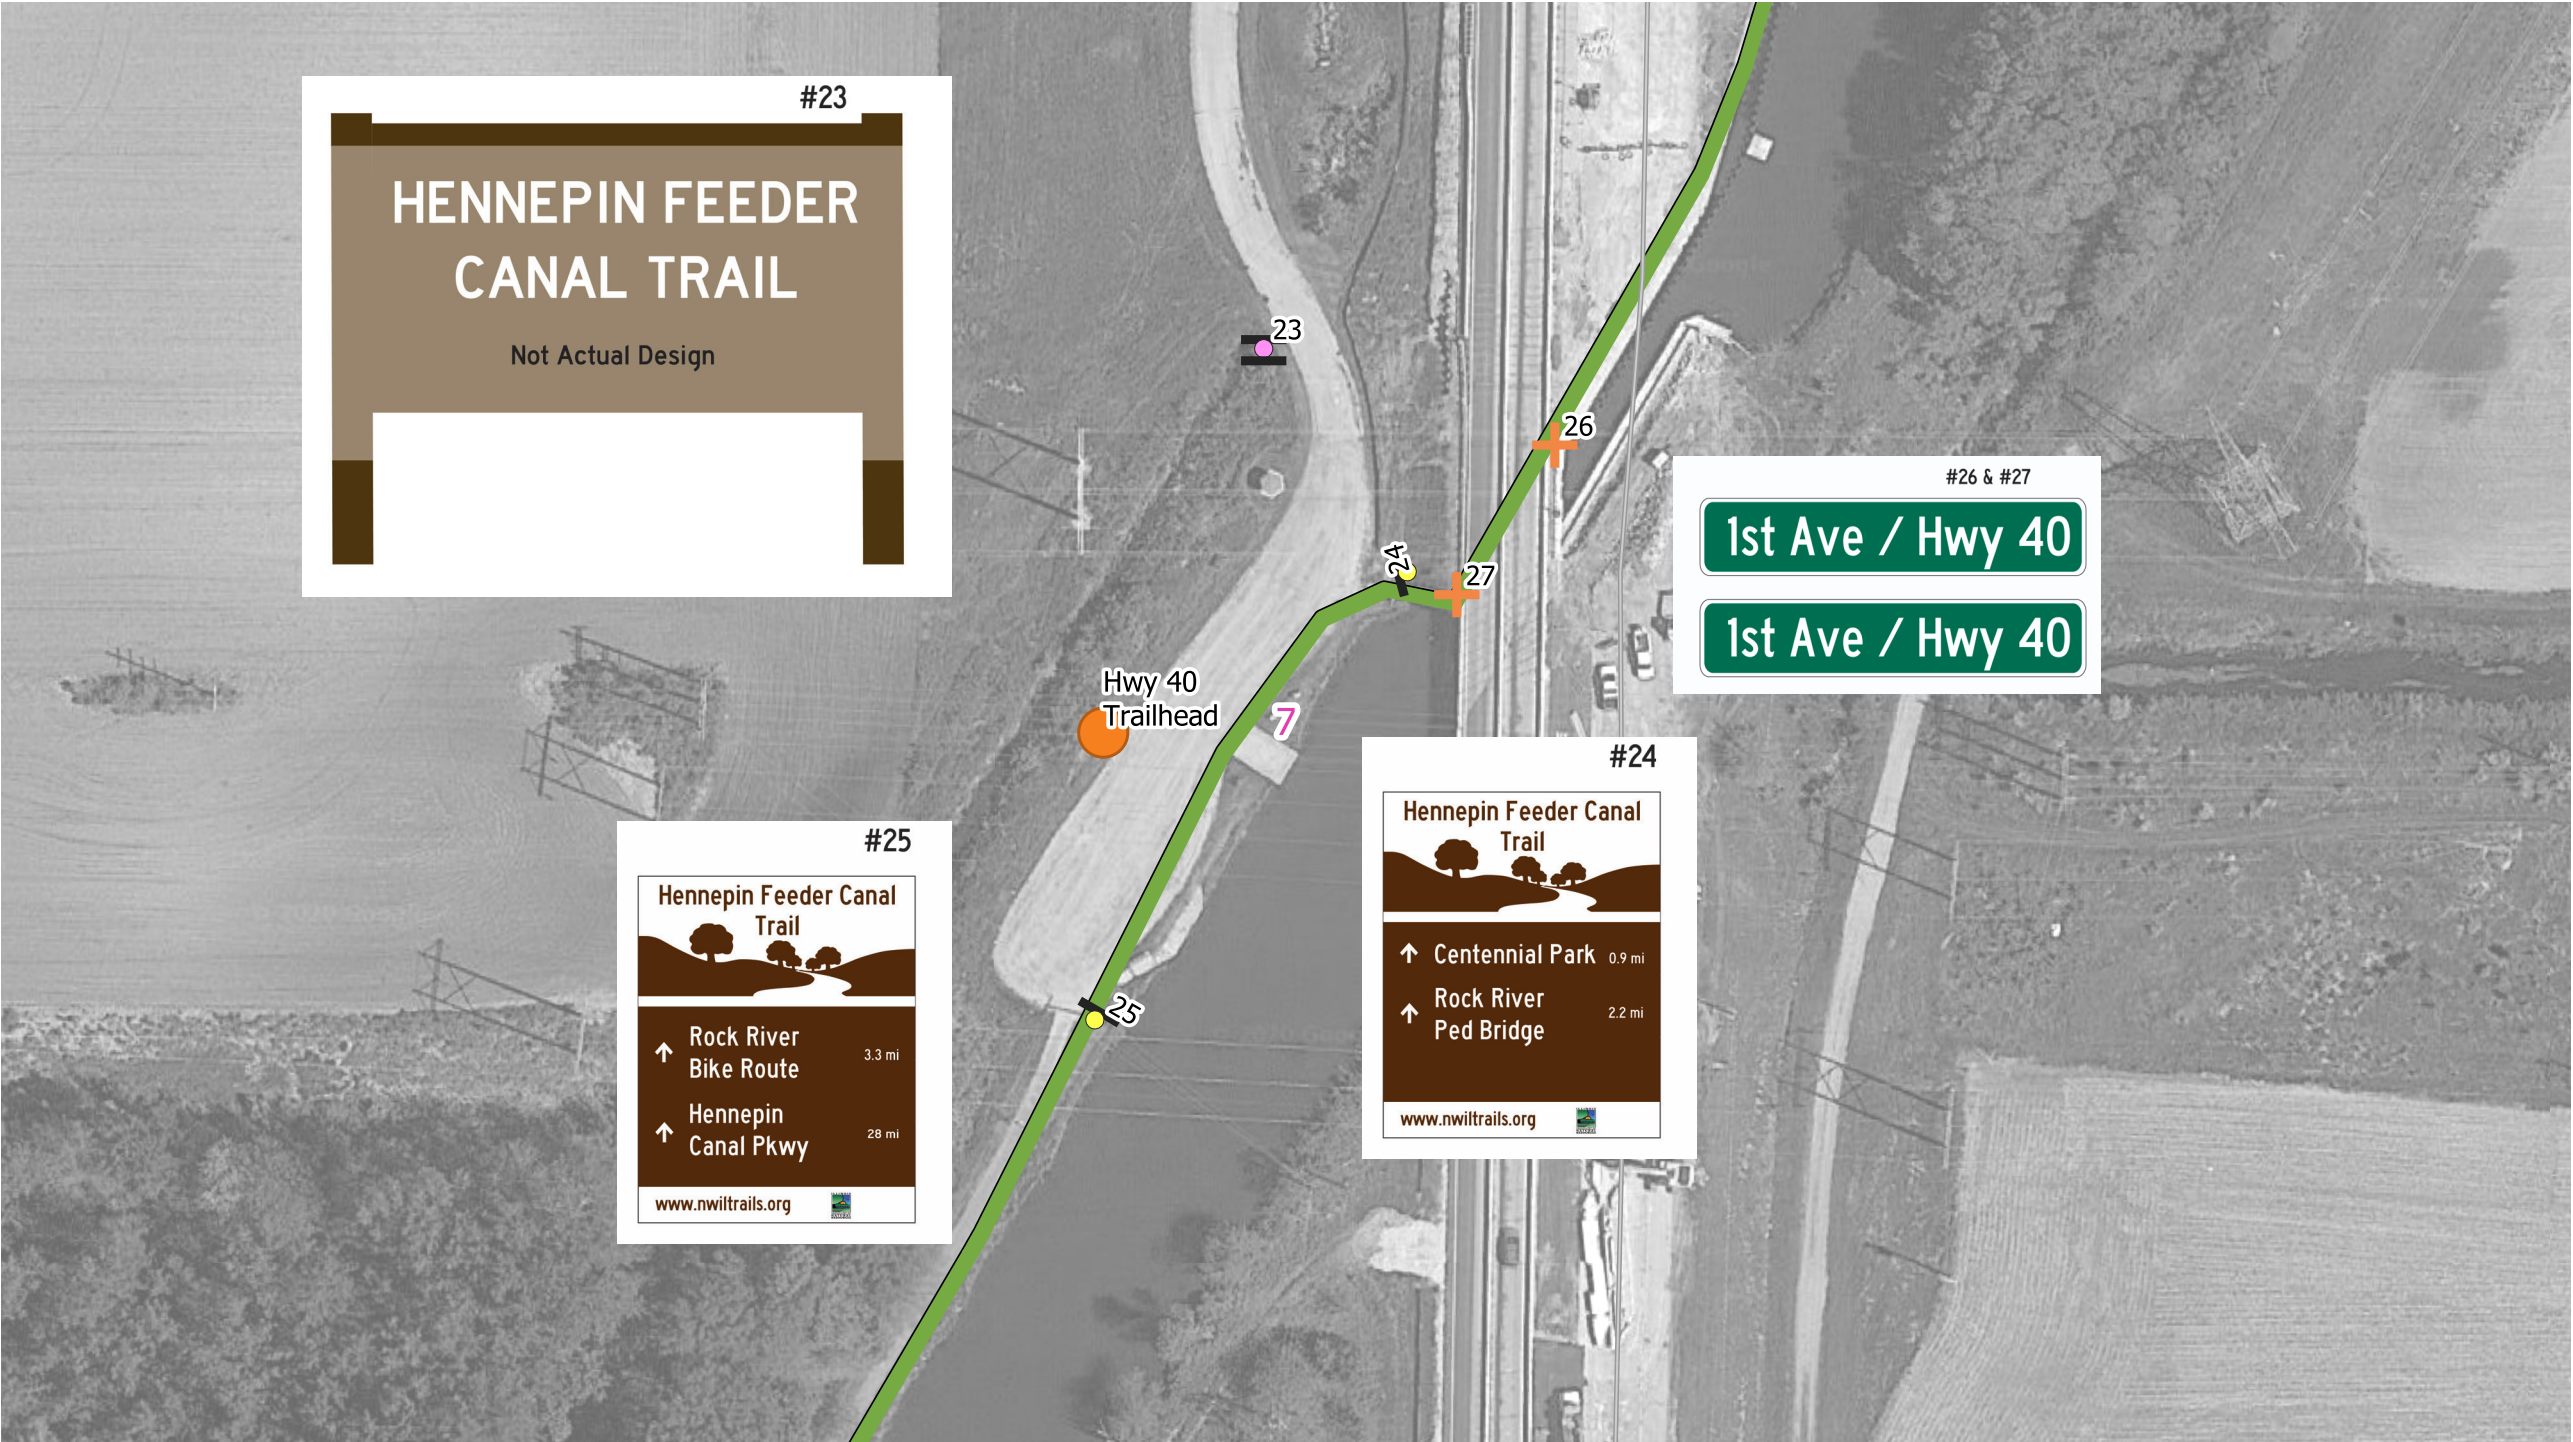 #23
HENNEPIN FEEDER
CANAL TRAIL
Not Actual Design
23
26
#26 & #27
1st Ave / Hwy 40
1st Ave / Hwy 40
24
27
Hwy 40
Trailhead
7
#24
Hennepin Feeder Canal
Trail
↑ Centennial Park 0.9 mi
↑ Rock River
Ped Bridge 2.2 mi
www.nwiltrails.org
#25
Hennepin Feeder Canal
Trail
↑ Rock River
Bike Route 3.3 mi
↑ Hennepin
Canal Pkwy 28 mi
www.nwiltrails.org
25